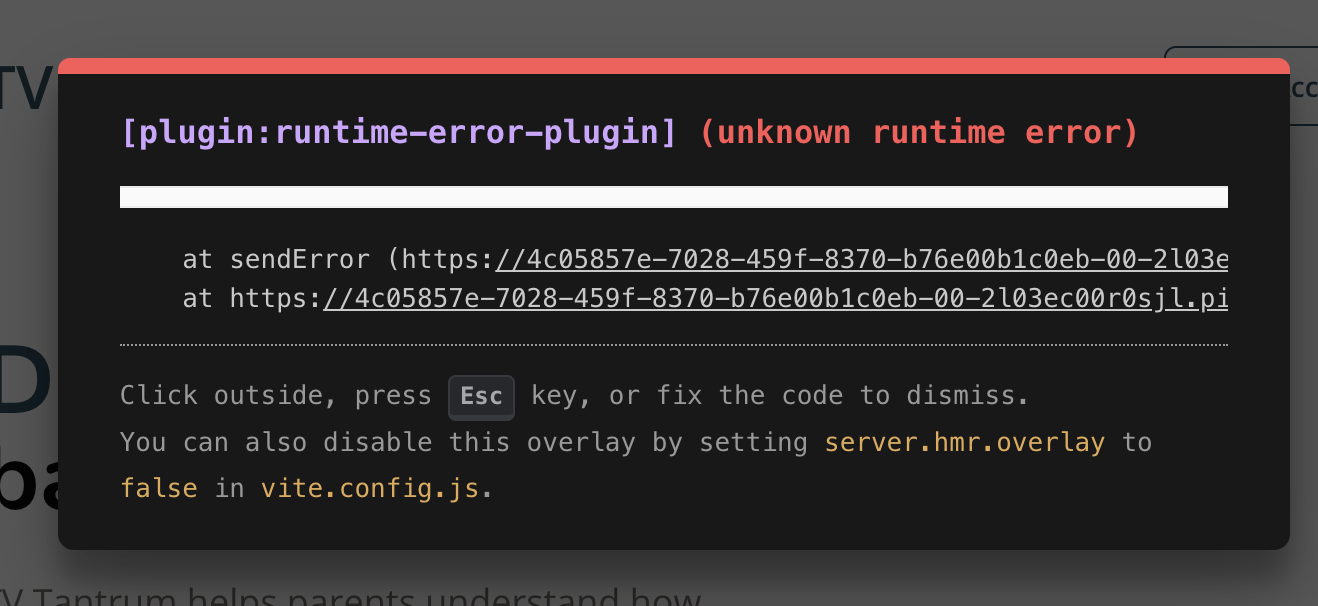 TV
cc
[plugin:runtime-error-plugin] (unknown runtime error)
at sendError (https://4c05857e-7028-459f-8370-b76e00b1c0eb-00-2l03e
at https://4c05857e-7028-459f-8370-b76e00b1c0eb-00-2l03ec00r0sjl.pi
D
Click outside, press Esc key, or fix the code to dismiss.
You can also disable this overlay by setting server.hmr.overlay to
ba
false in vite.config.js.
TV Tantrum helps parents understand how